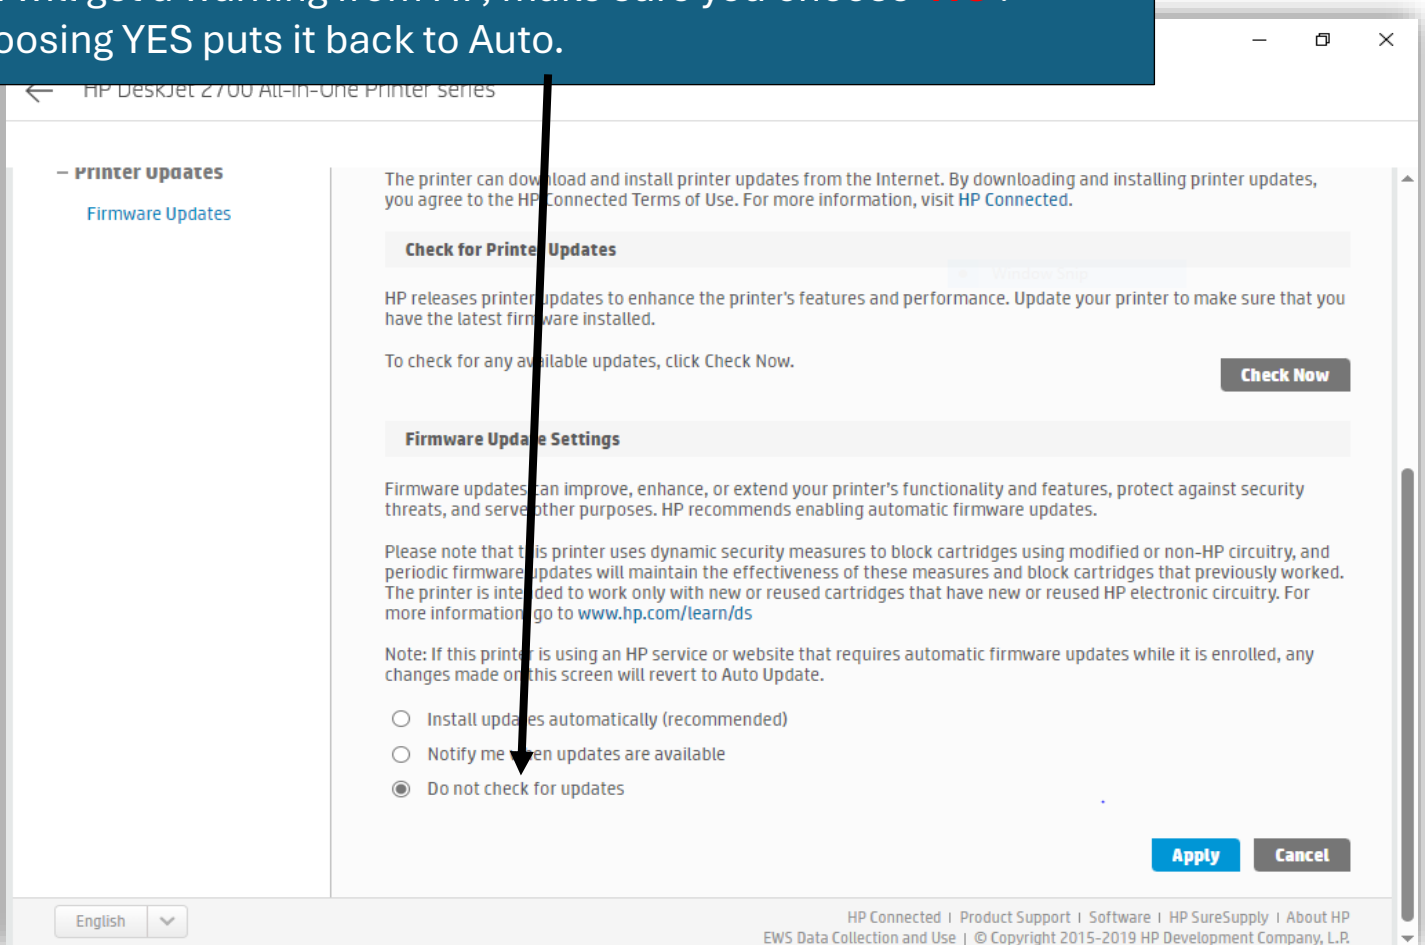 will get a warning from HP, make sure you choose NO.
oosing YES puts it back to Auto.
HP DeskJet 2700 All-in-One Printer series
– Printer Updates
Firmware Updates
The printer can download and install printer updates from the Internet. By downloading and installing printer updates,
you agree to the HP Connected Terms of Use. For more information, visit HP Connected.
Check for Printer Updates
Window Snip
HP releases printer updates to enhance the printer's features and performance. Update your printer to make sure that you
have the latest firmware installed.
To check for any available updates, click Check Now.
Check Now
Firmware Update Settings
Firmware updates can improve, enhance, or extend your printer's functionality and features, protect against security
threats, and serve other purposes. HP recommends enabling automatic firmware updates.
Please note that this printer uses dynamic security measures to block cartridges using modified or non-HP circuitry, and
periodic firmware updates will maintain the effectiveness of these measures and block cartridges that previously worked.
The printer is intended to work only with new or reused cartridges that have new or reused HP electronic circuitry. For
more information, go to www.hp.com/learn/ds
Note: If this printer is using an HP service or website that requires automatic firmware updates while it is enrolled, any
changes made on this screen will revert to Auto Update.
Install updates automatically (recommended)
Notify me when updates are available
Do not check for updates
Apply
Cancel
English
HP Connected | Product Support | Software | HP SureSupply | About HP
EWS Data Collection and Use | © Copyright 2015-2019 HP Development Company, L.P.